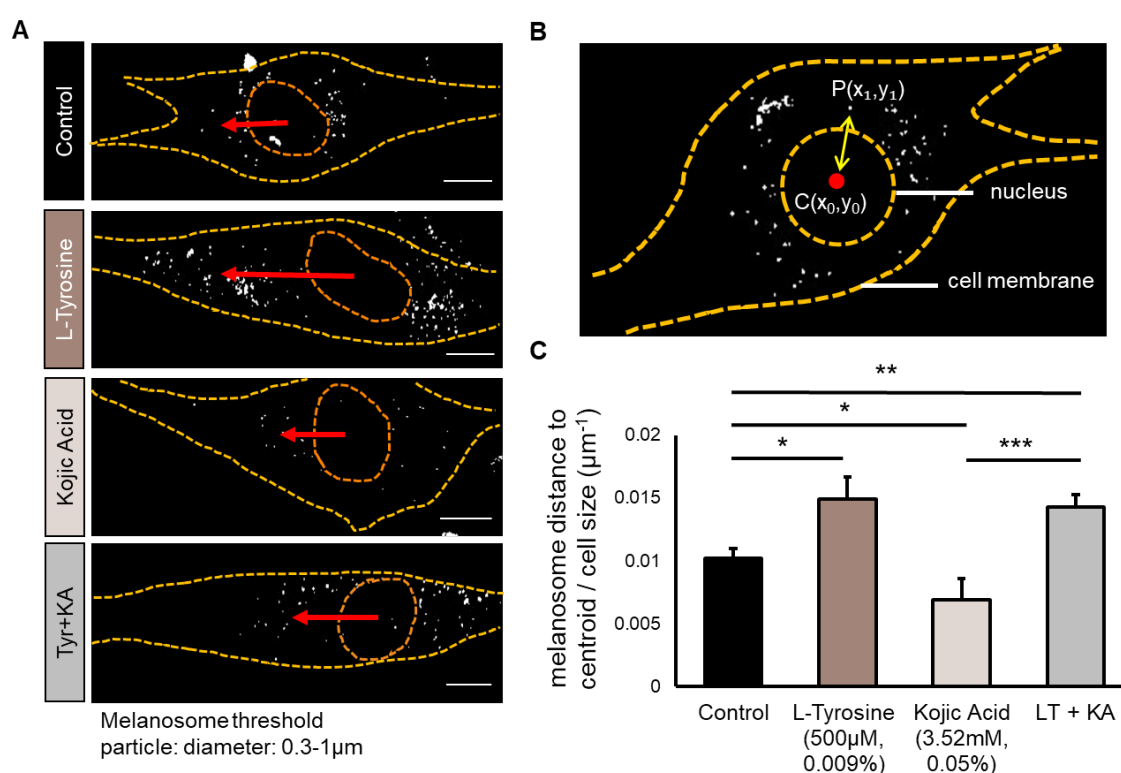 A
Control
L-Tyrosine
Kojic Acid
Tyr+KA
Melanosome threshold
particle: diameter: 0.3-1µm
B
P(x₁,y₁)
C(x₀,y₀)
nucleus
cell membrane
C
**
*
*
***
melanosome distance to
centroid / cell size (µm⁻¹)
0.02
0.015
0.01
0.005
0
Control
L-Tyrosine
(500µM,
0.009%)
Kojic Acid
(3.52mM,
0.05%)
LT + KA